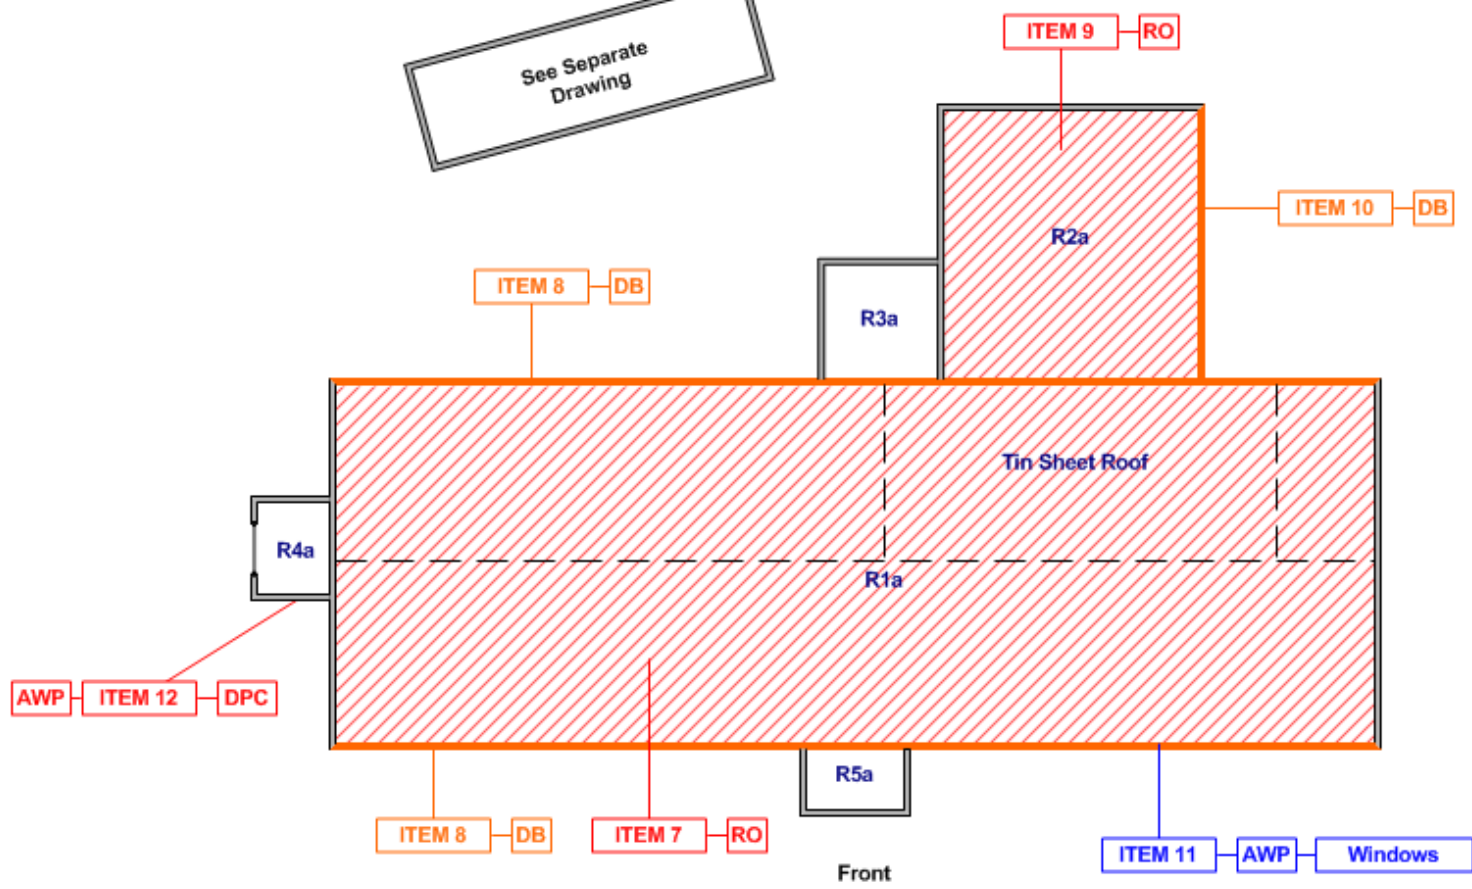 ITEM 9 RO
See Separate
Drawing
ITEM 10 DB
R2a
ITEM 8 DB
R3a
Tin Sheet Roof
R4a
R1a
AWP ITEM 12 DPC
R5a
ITEM 8 DB
ITEM 7 RO
ITEM 11 AWP Windows
Front